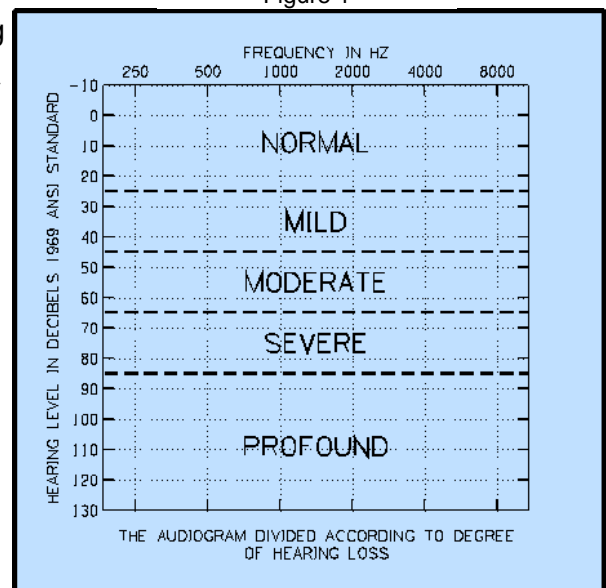 FREQUENCY IN HZ
250 500 1000 2000 4000 8000
HEARING LEVEL IN DECIBELS 1969 ANSI STANDARD
-10
0
10
NORMAL
20
30
MILD
40
50
MODERATE
60
70
SEVERE
80
90
100
110
PROFOUND
120
130
THE AUDIOGRAM DIVIDED ACCORDING TO DEGREE
OF HEARING LOSS